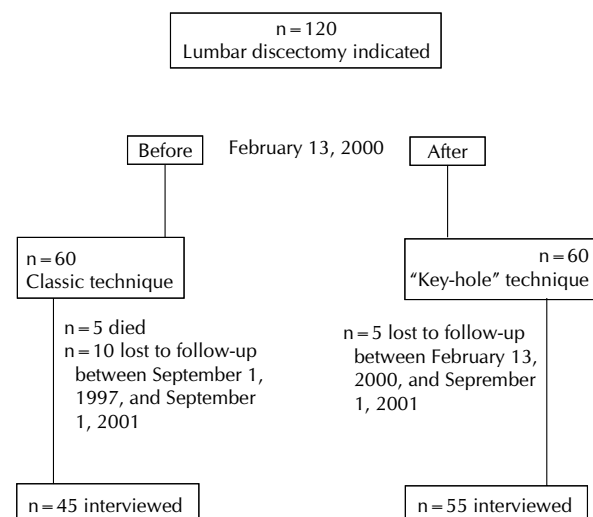 n=120
Lumbar discectomy indicated
Before
February 13, 2000
After
n=60
Classic technique
n=60
“Key-hole” technique
n=5 died
n=10 lost to follow-up
between September 1,
1997, and September
1, 2001
n=5 lost to follow-up
between February 13,
2000, and Seprember
1, 2001
n=45 interviewed
n=55 interviewed